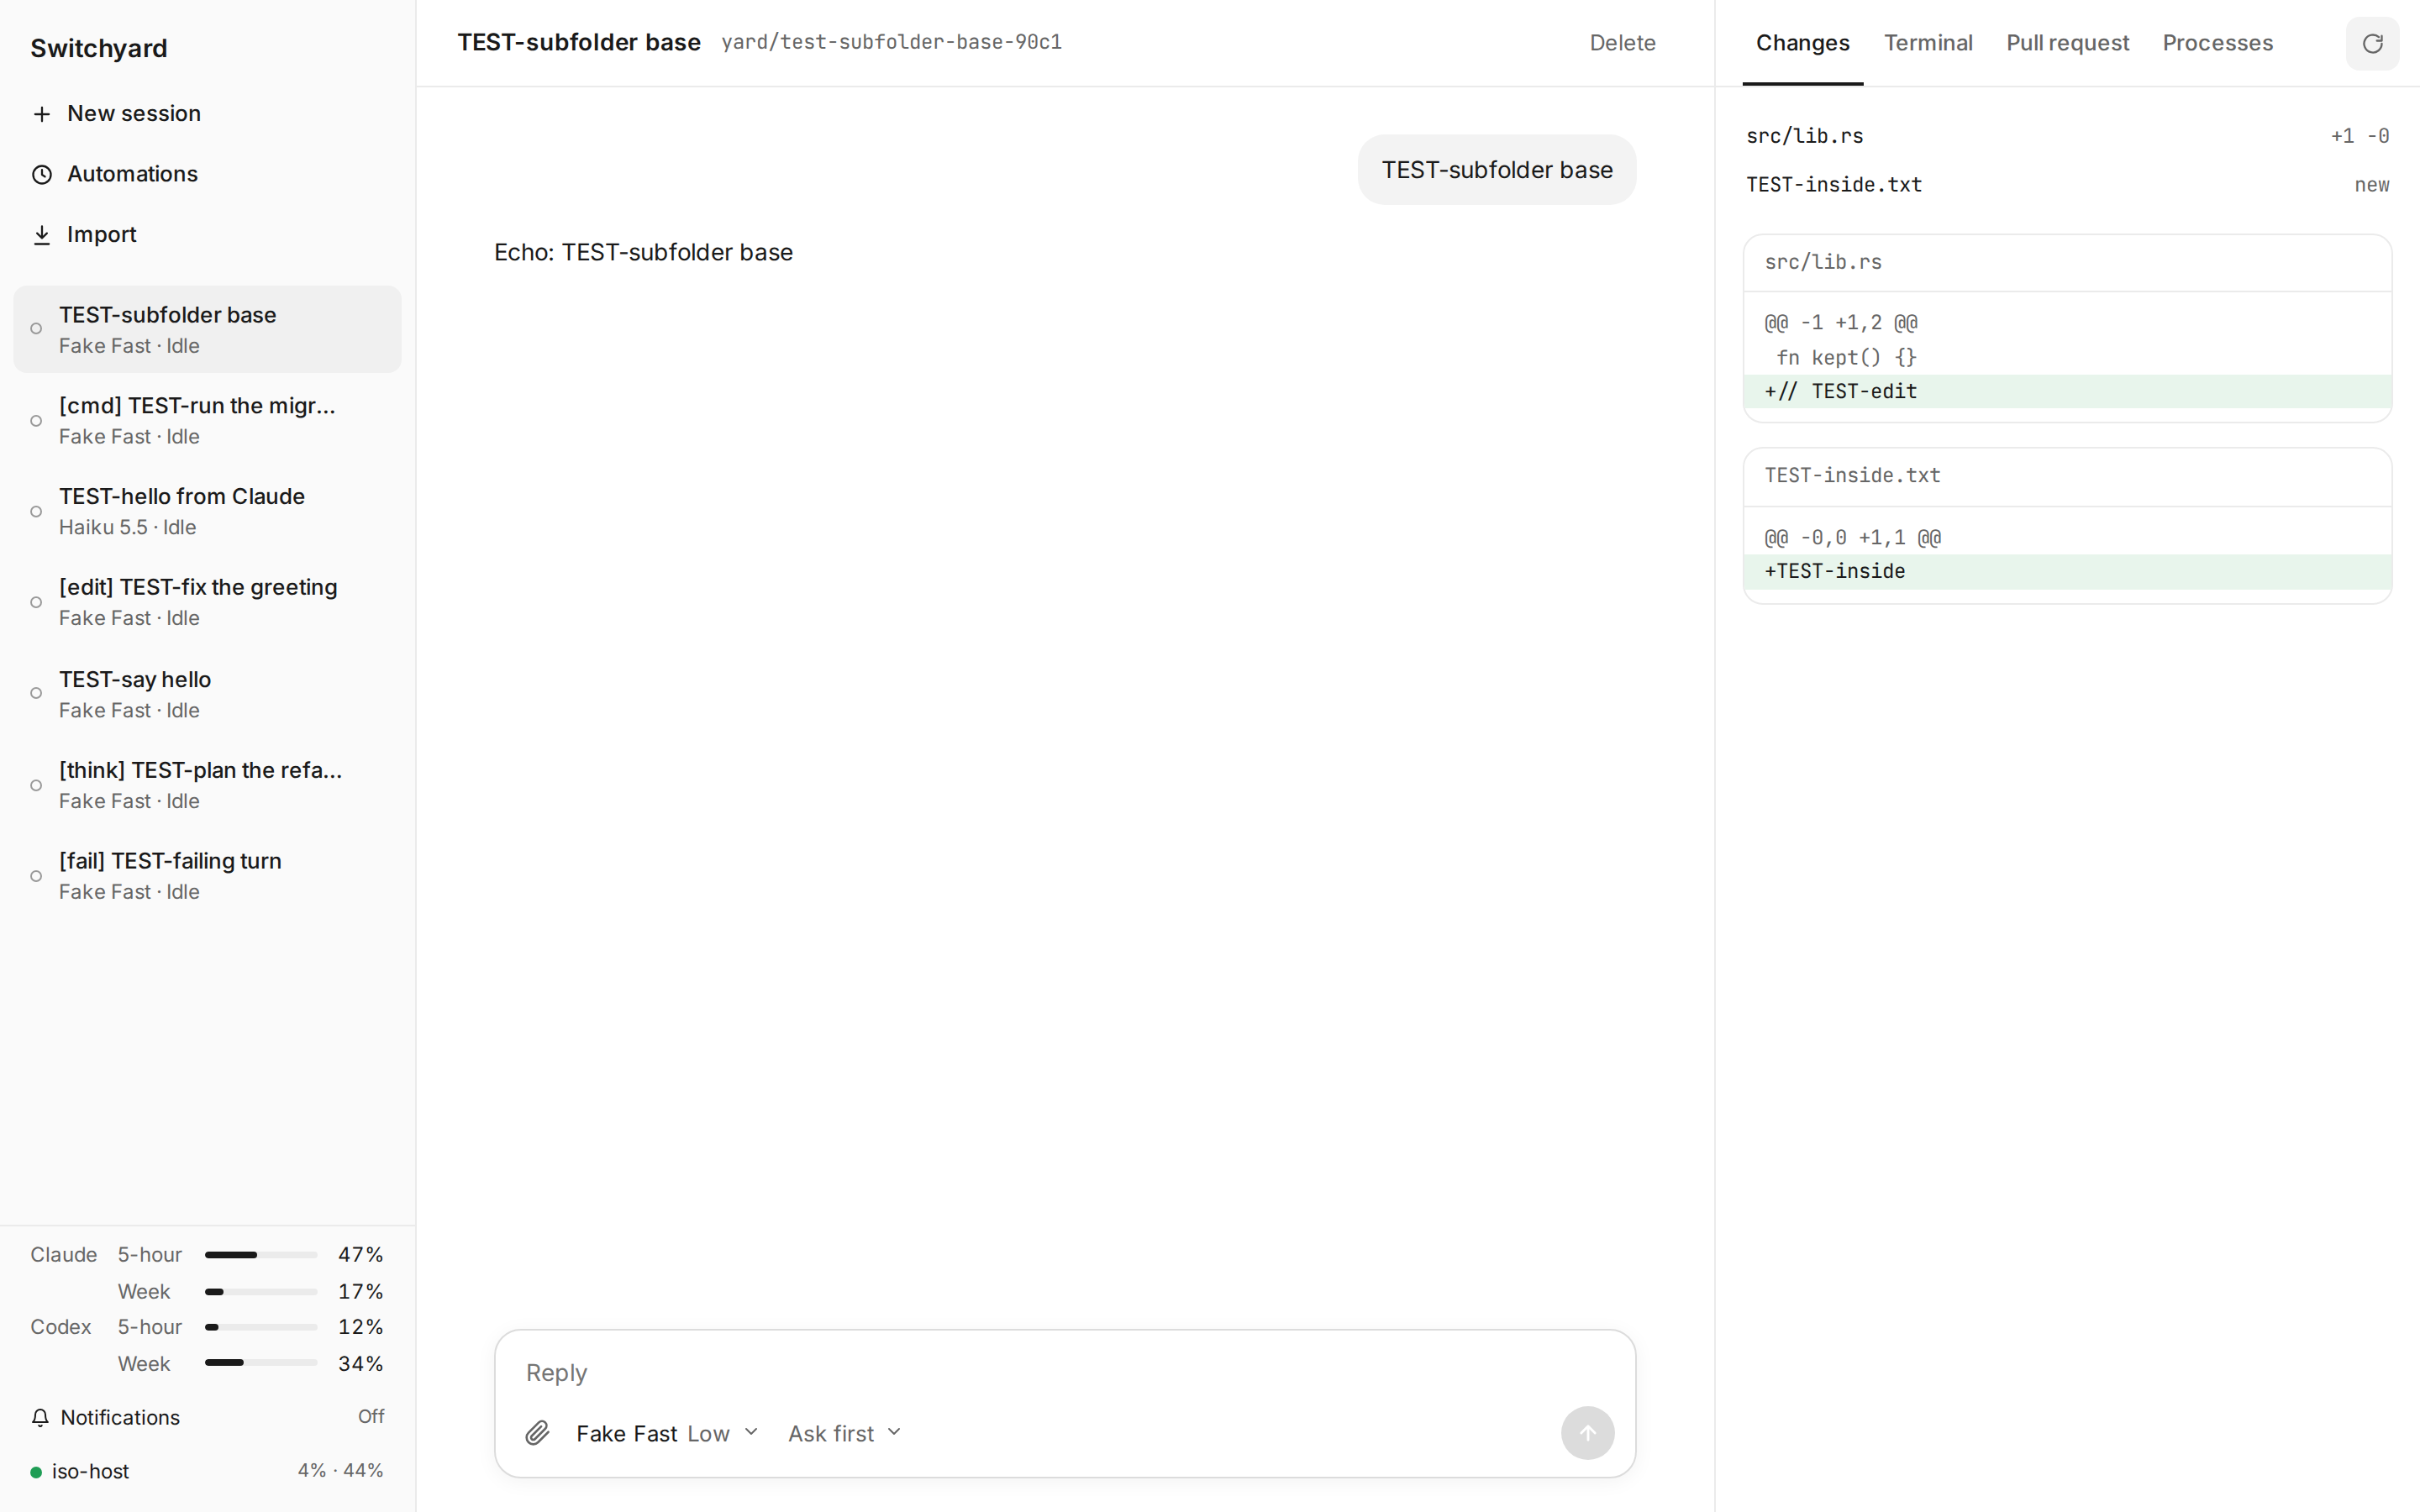 Switchyard
New session
Automations
Import
TEST-subfolder base
Fake Fast · Idle
[cmd] TEST-run the migr...
Fake Fast · Idle
TEST-hello from Claude
Haiku 5.5 · Idle
[edit] TEST-fix the greeting
Fake Fast · Idle
TEST-say hello
Fake Fast · Idle
[think] TEST-plan the refa...
Fake Fast · Idle
[fail] TEST-failing turn
Fake Fast · Idle
Claude 5-hour 47%
Week 17%
Codex 5-hour 12%
Week 34%
Notifications Off
iso-host 4% · 44%
TEST-subfolder base yard/test-subfolder-base-90c1 Delete
TEST-subfolder base
Echo: TEST-subfolder base
Reply
Fake Fast Low Ask first
Changes Terminal Pull request Processes
src/lib.rs +1 -0
TEST-inside.txt new
src/lib.rs
@@ -1 +1,2 @@
fn kept() {}
+// TEST-edit
TEST-inside.txt
@@ -0,0 +1,1 @@
+TEST-inside